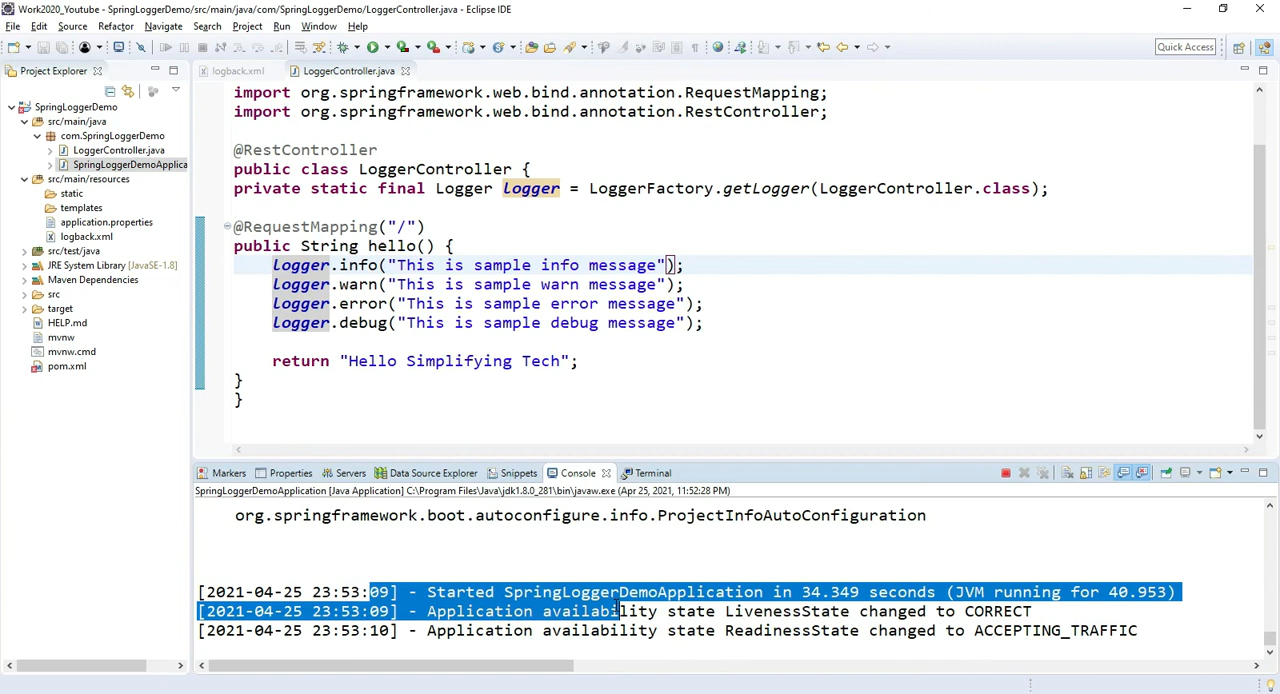 Work2020_Youtube - SpringLoggerDemo/src/main/java/com/SpringLoggerDemo/LoggerController.java - Eclipse IDE
File Edit Source Refactor Navigate Search Project Run Window Help
Quick Access
Project Explorer
logback.xml
LoggerController.java
SpringLoggerDemo
src/main/java
com.SpringLoggerDemo
LoggerController.java
SpringLoggerDemoApplica
src/main/resources
static
templates
application.properties
logback.xml
src/test/java
JRE System Library [JavaSE-1.8]
Maven Dependencies
src
target
HELP.md
mvnw
mvnw.cmd
pom.xml
import org.springframework.web.bind.annotation.RequestMapping;
import org.springframework.web.bind.annotation.RestController;
@RestController
public class LoggerController {
private static final Logger logger = LoggerFactory.getLogger(LoggerController.class);
@RequestMapping("/")
public String hello() {
logger.info("This is sample info message");
logger.warn("This is sample warn message");
logger.error("This is sample error message");
logger.debug("This is sample debug message");
return "Hello Simplifying Tech";
}
}
Markers Properties Servers Data Source Explorer Snippets Console Terminal
SpringLoggerDemoApplication [Java Application] C:\Program Files\Java\jdk1.8.0_281\bin\javaw.exe (Apr 25, 2021, 11:52:28 PM)
org.springframework.boot.autoconfigure.info.ProjectInfoAutoConfiguration
[2021-04-25 23:53:09] - Started SpringLoggerDemoApplication in 34.349 seconds (JVM running for 40.953)
[2021-04-25 23:53:09] - Application availability state LivenessState changed to CORRECT
[2021-04-25 23:53:10] - Application availability state ReadinessState changed to ACCEPTING_TRAFFIC